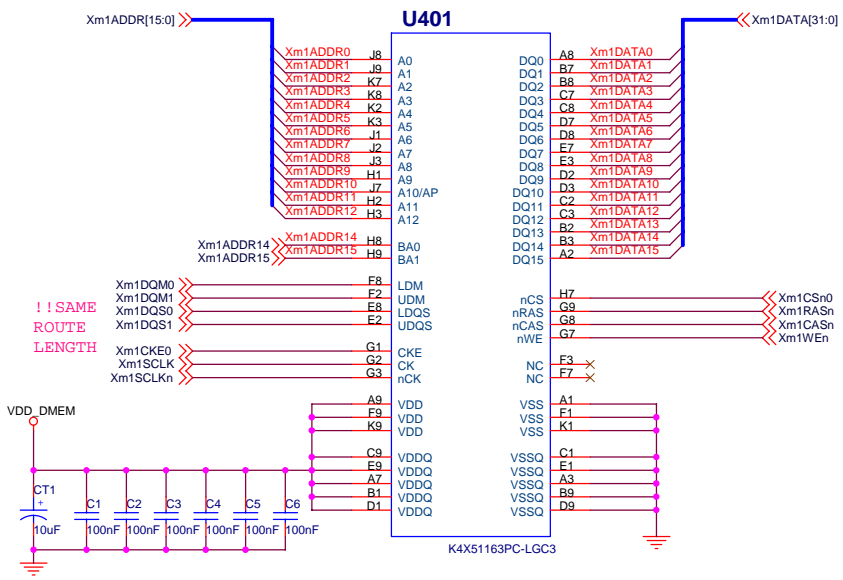 U401
Xm1ADDR[15:0]
Xm1DATA[31:0]
Xm1ADDR0 J8 A0 DQ0 A8 Xm1DATA0
Xm1ADDR1 J9 A1 DQ1 B7 Xm1DATA1
Xm1ADDR2 K7 A2 DQ2 B8 Xm1DATA2
Xm1ADDR3 K8 A3 DQ3 C7 Xm1DATA3
Xm1ADDR4 K2 A4 DQ4 C8 Xm1DATA4
Xm1ADDR5 K3 A5 DQ5 D7 Xm1DATA5
Xm1ADDR6 J1 A6 DQ6 D8 Xm1DATA6
Xm1ADDR7 J2 A7 DQ7 E7 Xm1DATA7
Xm1ADDR8 J3 A8 DQ8 E3 Xm1DATA8
Xm1ADDR9 H1 A9 DQ9 D2 Xm1DATA9
Xm1ADDR10 J7 A10/AP DQ10 D3 Xm1DATA10
Xm1ADDR11 H2 A11 DQ11 C2 Xm1DATA11
Xm1ADDR12 H3 A12 DQ12 C3 Xm1DATA12
DQ13 B2 Xm1DATA13
Xm1ADDR14 Xm1ADDR14 H8 BA0 DQ14 B3 Xm1DATA14
Xm1ADDR15 Xm1ADDR15 H9 BA1 DQ15 A2 Xm1DATA15
Xm1DQM0 F8 LDM
Xm1DQM1 F2 UDM nCS H7 Xm1CSn0
Xm1DQS0 E8 LDQS nRAS G9 Xm1RASn
Xm1DQS1 E2 UDQS nCAS G8 Xm1CASn
nWE G7 Xm1WEn
!!SAME
ROUTE
LENGTH
Xm1CKE0 G1 CKE
Xm1SCLK G2 CK NC F3
Xm1SCLKn G3 nCK NC F7
A9 VDD VSS A1
F9 VDD VSS F1
K9 VDD VSS K1
VDD_DMEM
C9 VDDQ VSSQ C1
E9 VDDQ VSSQ E1
A7 VDDQ VSSQ A3
B1 VDDQ VSSQ B9
D1 VDDQ VSSQ D9
CT1
+
C1 C2 C3 C4 C5 C6
10uF 100nF 100nF 100nF 100nF 100nF 100nF
K4X51163PC-LGC3